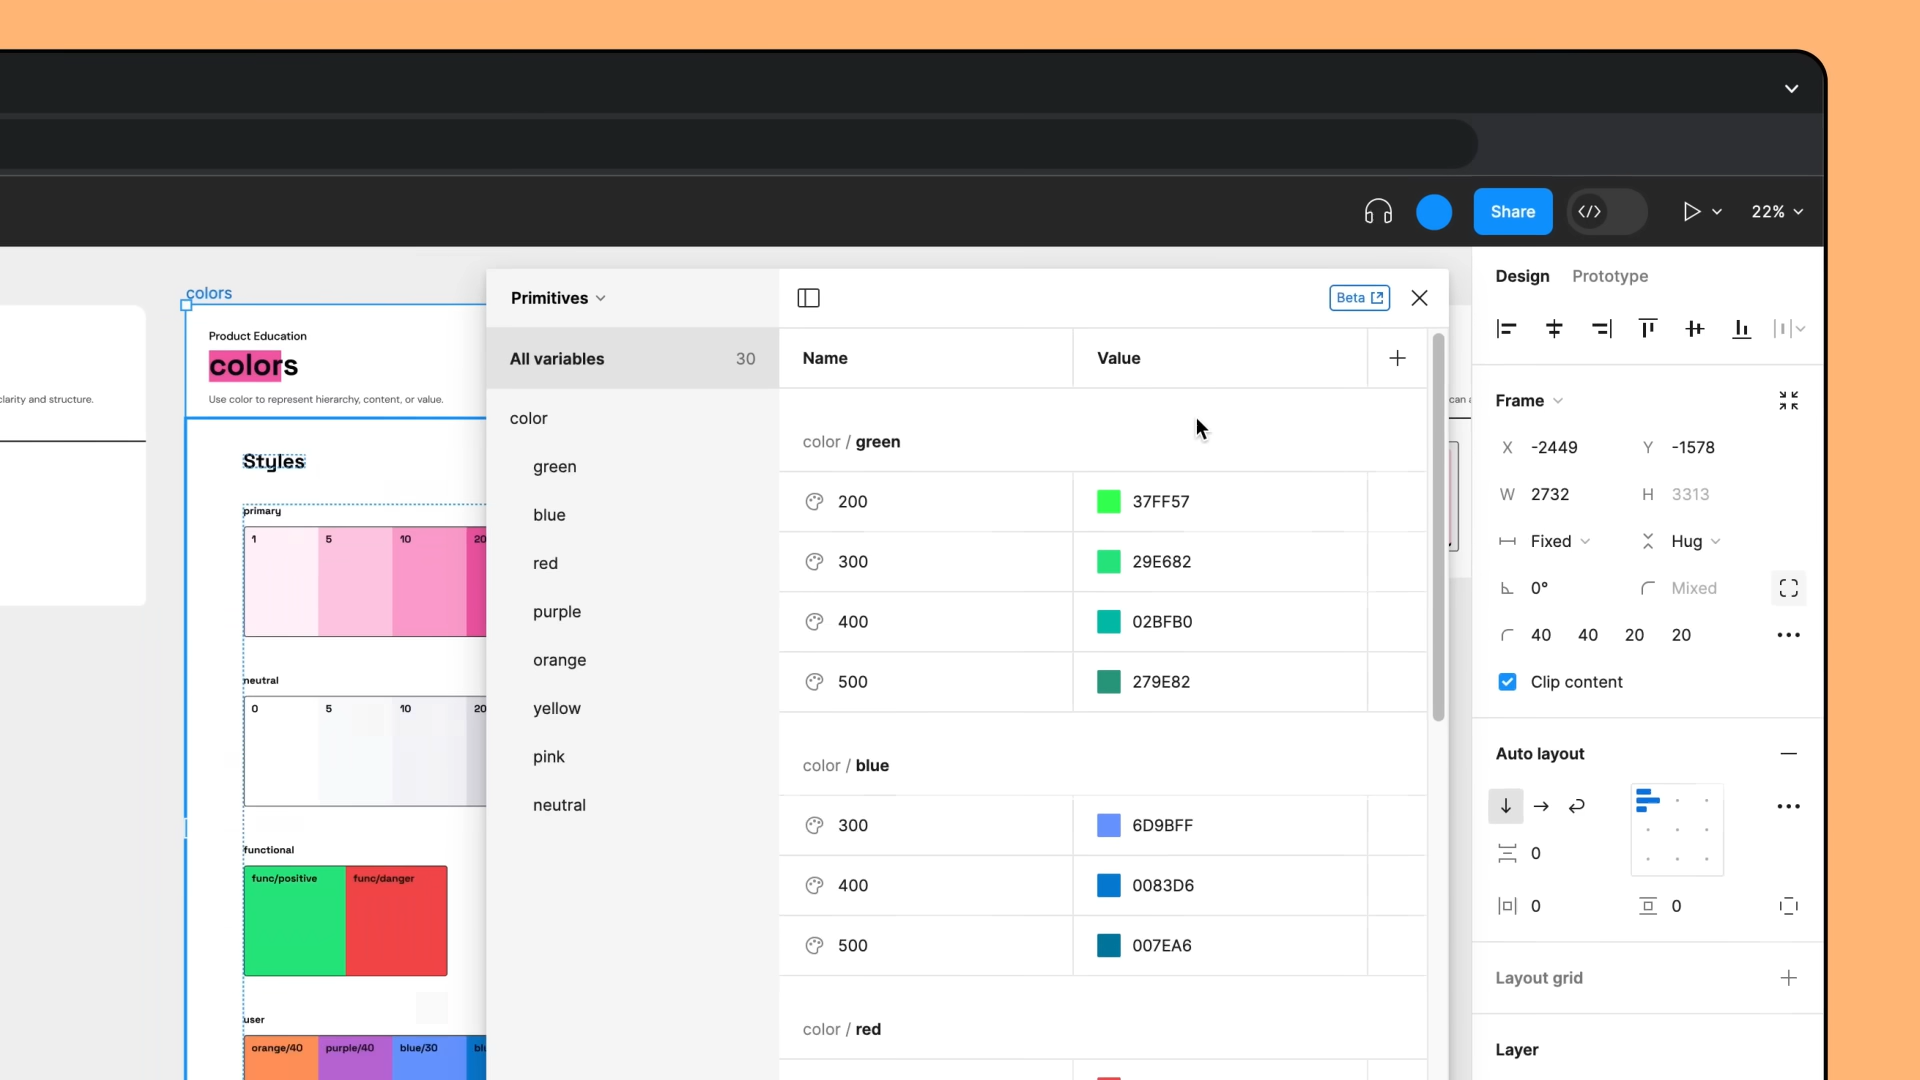 Share
22%
colors
Product Education
colors
Use color to represent hierarchy, content, or value.
clarity and structure.
Styles
primary
1 5 10 20
neutral
0 5 10 20
functional
func/positive func/danger
user
orange/40 purple/40 blue/30
Primitives
All variables 30
color
green
blue
red
purple
orange
yellow
pink
neutral
Beta
Name Value
color / green
200 37FF57
300 29E682
400 02BFB0
500 279E82
color / blue
300 6D9BFF
400 0083D6
500 007EA6
color / red
can a
Design Prototype
Frame
X -2449 Y -1578
W 2732 H 3313
Fixed Hug
0° Mixed
40 40 20 20
Clip content
Auto layout
0
0 0
Layout grid
Layer